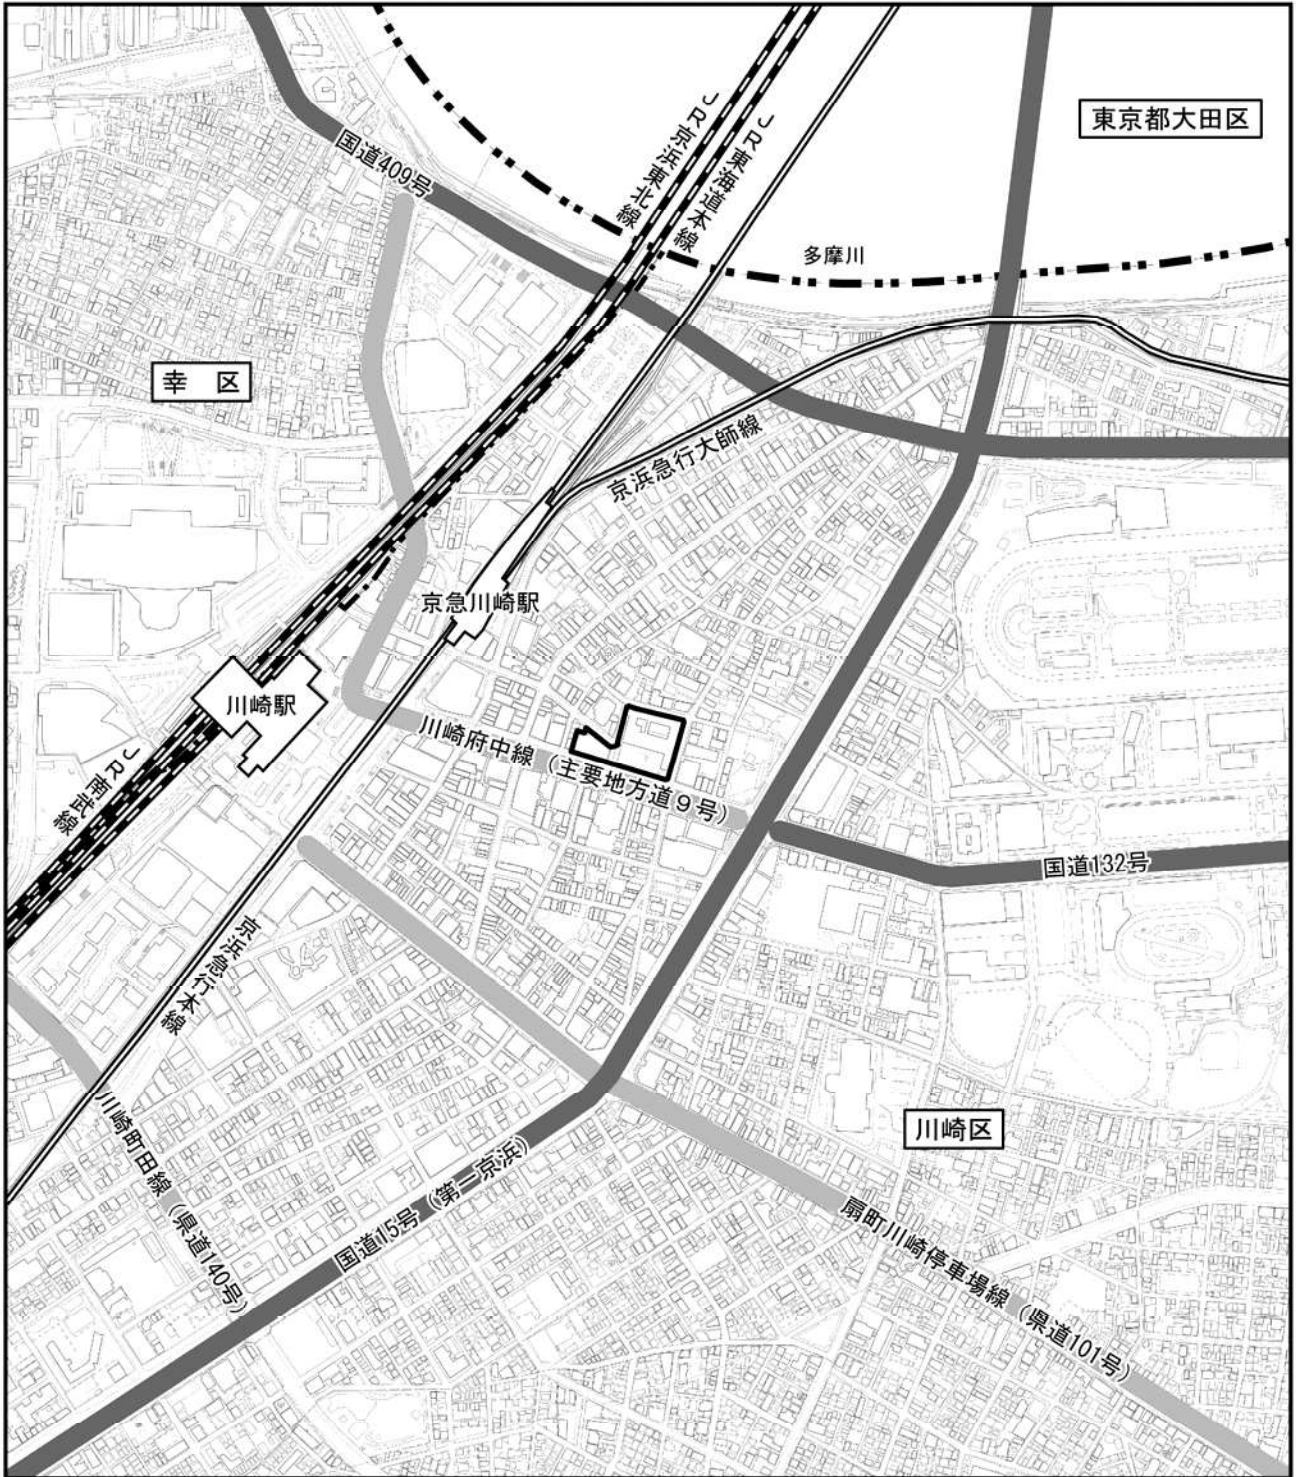 東京都大田区
国道409号
JR京浜東北線
JR東海道本線
多摩川
幸 区
京浜急行大師線
京急川崎駅
川崎駅
川崎府中線（主要地方道９号）
JR南武線
国道132号
京浜急行本線
川崎区
川崎町田線（県道140号）
国道15号（第一京浜）
扇町川崎停車場線（県道101号）